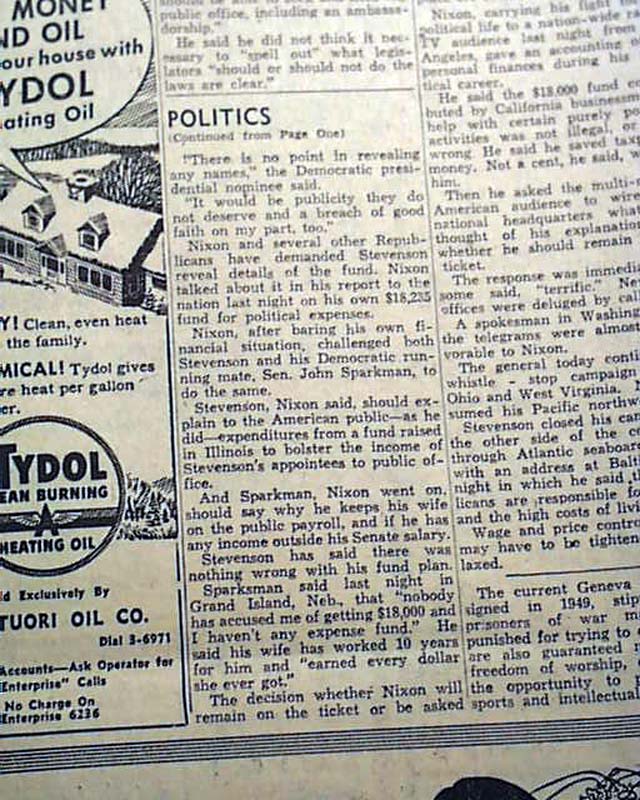 MONEY
ND OIL
our house with
YDOL
ating Oil
Y! Clean, even heat
the family.
MICAL! Tydol gives
re heat per gallon
er.
TYDOL
EAN BURNING
A
HEATING OIL
d Exclusively By
TUORI OIL CO.
Dial 3-6971
Accounts—Ask Operator for
Enterprise" Calls
No Charge On
Enterprise 6236
public office, including an ambassa-
dorship."
He said he did not think it nec-
essary to "spell out" what legis-
lators "should or should not do the
laws are clear."
POLITICS
(Continued from Page One)
"There is no point in revealing
any names," the Democratic presi-
dential nominee said.
"It would be publicity they do
not deserve and a breach of good
faith on my part, too."
Nixon and several other Repub-
licans have demanded Stevenson
reveal details of the fund. Nixon
talked about it in his report to the
nation last night on his own $18,235
fund for political expenses.
Nixon, after baring his own fi-
nancial situation, challenged both
Stevenson and his Democratic run-
ning mate, Sen. John Sparkman, to
do the same.
Stevenson, Nixon said, should ex-
plain to the American public—as he
did—expenditures from a fund raised
in Illinois to bolster the income of
Stevenson's appointees to public of-
fice.
And Sparkman, Nixon went on,
should say why he keeps his wife
on the public payroll, and if he has
any income outside his Senate salary.
Stevenson has said there was
nothing wrong with his fund plan.
Sparksman said last night in
Grand Island, Neb., that "nobody
has accused me of getting $18,000 and
I haven't any expense fund." He
said his wife has worked 10 years
for him and "earned every dollar
she ever got."
The decision whether Nixon will
remain on the ticket or be asked
Nixon, carrying his fight
political life to a nation-wide
TV audience last night from
Angeles, gave an accounting
personal finances during his
tical career.
He said the $18,000 fund
buted by California businessm
help with certain purely
activities was not illegal, or
wrong. He said he saved taxp
money. Not a cent, he said,
him.
Then he asked the multi-
American audience to wire
national headquarters what
thought of his explanation
whether he should remain
ticket.
The response was immedi
some said, "terrific." Ne
offices were deluged by ca
A spokesman in Washing
the telegrams were almos
vorable to Nixon.
The general today conti
whistle - stop campaign
Ohio and West Virginia.
sumed his Pacific northw
Stevenson closed his ca
the other side of the co
through Atlantic seaboar
with an address at Balt
night in which he said th
licans are responsible f
and the high costs of livi
Wage and price contr
may have to be tighten
laxed.
The current Geneva
signed in 1949, stip
prisoners of war m
punished for trying to
are also guaranteed
freedom of worship,
the opportunity to p
sports and intellectua